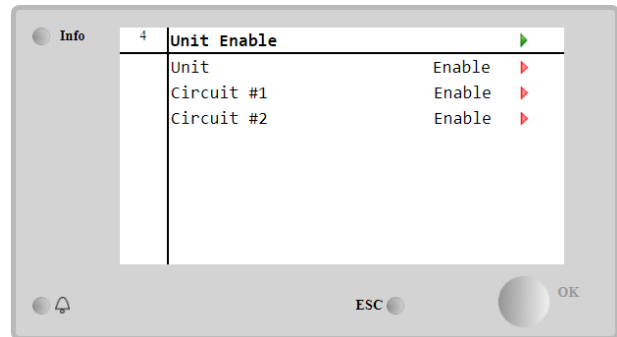 Info
4 Unit Enable
Unit Enable
Circuit #1 Enable
Circuit #2 Enable
ESC
OK